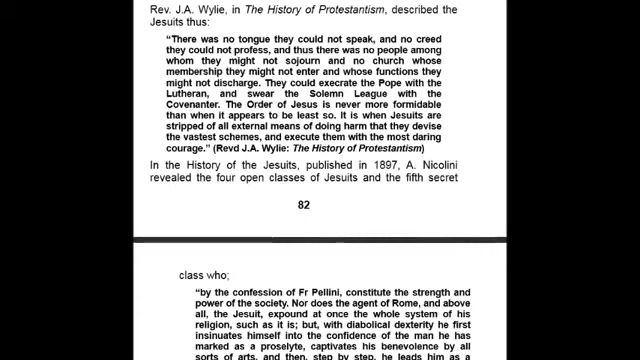 Rev. J.A. Wylie, in The History of Protestantism, described the
Jesuits thus:
“There was no tongue they could not speak, and no creed
they could not profess, and thus there was no people among
whom they might not sojourn and no church whose
membership they might not enter and whose functions they
might not discharge. They could execrate the Pope with the
Lutheran, and swear the Solemn League with the
Covenanter. The Order of Jesus is never more formidable
than when it appears to be least so. It is when Jesuits are
stripped of all external means of doing harm that they devise
the vastest schemes, and execute them with the most daring
courage.” (Revd J.A. Wylie: The History of Protestantism)
In the History of the Jesuits, published in 1897, A. Nicolini
revealed the four open classes of Jesuits and the fifth secret
82
class who;
“by the confession of Fr Pellini, constitute the strength and
power of the society. Nor does the agent of Rome, and above
all, the Jesuit, expound at once the whole system of his
religion, such as it is; but, with diabolical dexterity he first
insinuates himself into the confidence of the man he has
marked as a proselyte, captivates his benevolence by all
sorts of arts, and then, step by step, he leads him as a